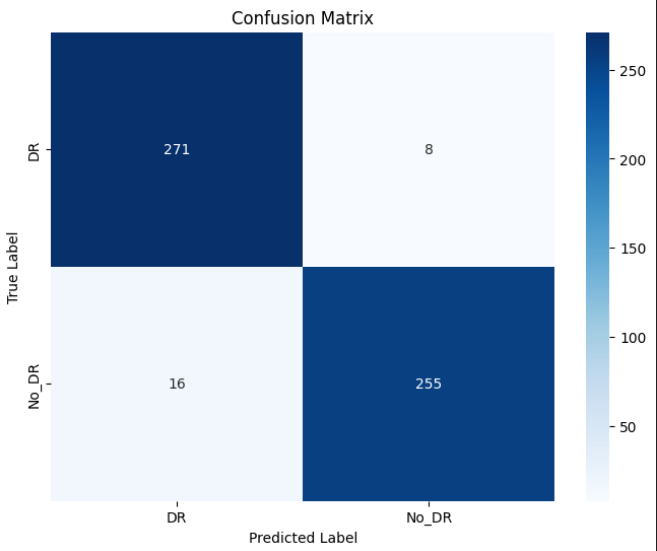 Confusion Matrix
True Label
DR
271
8
No_DR
16
255
DR
No_DR
Predicted Label
250
200
150
100
50